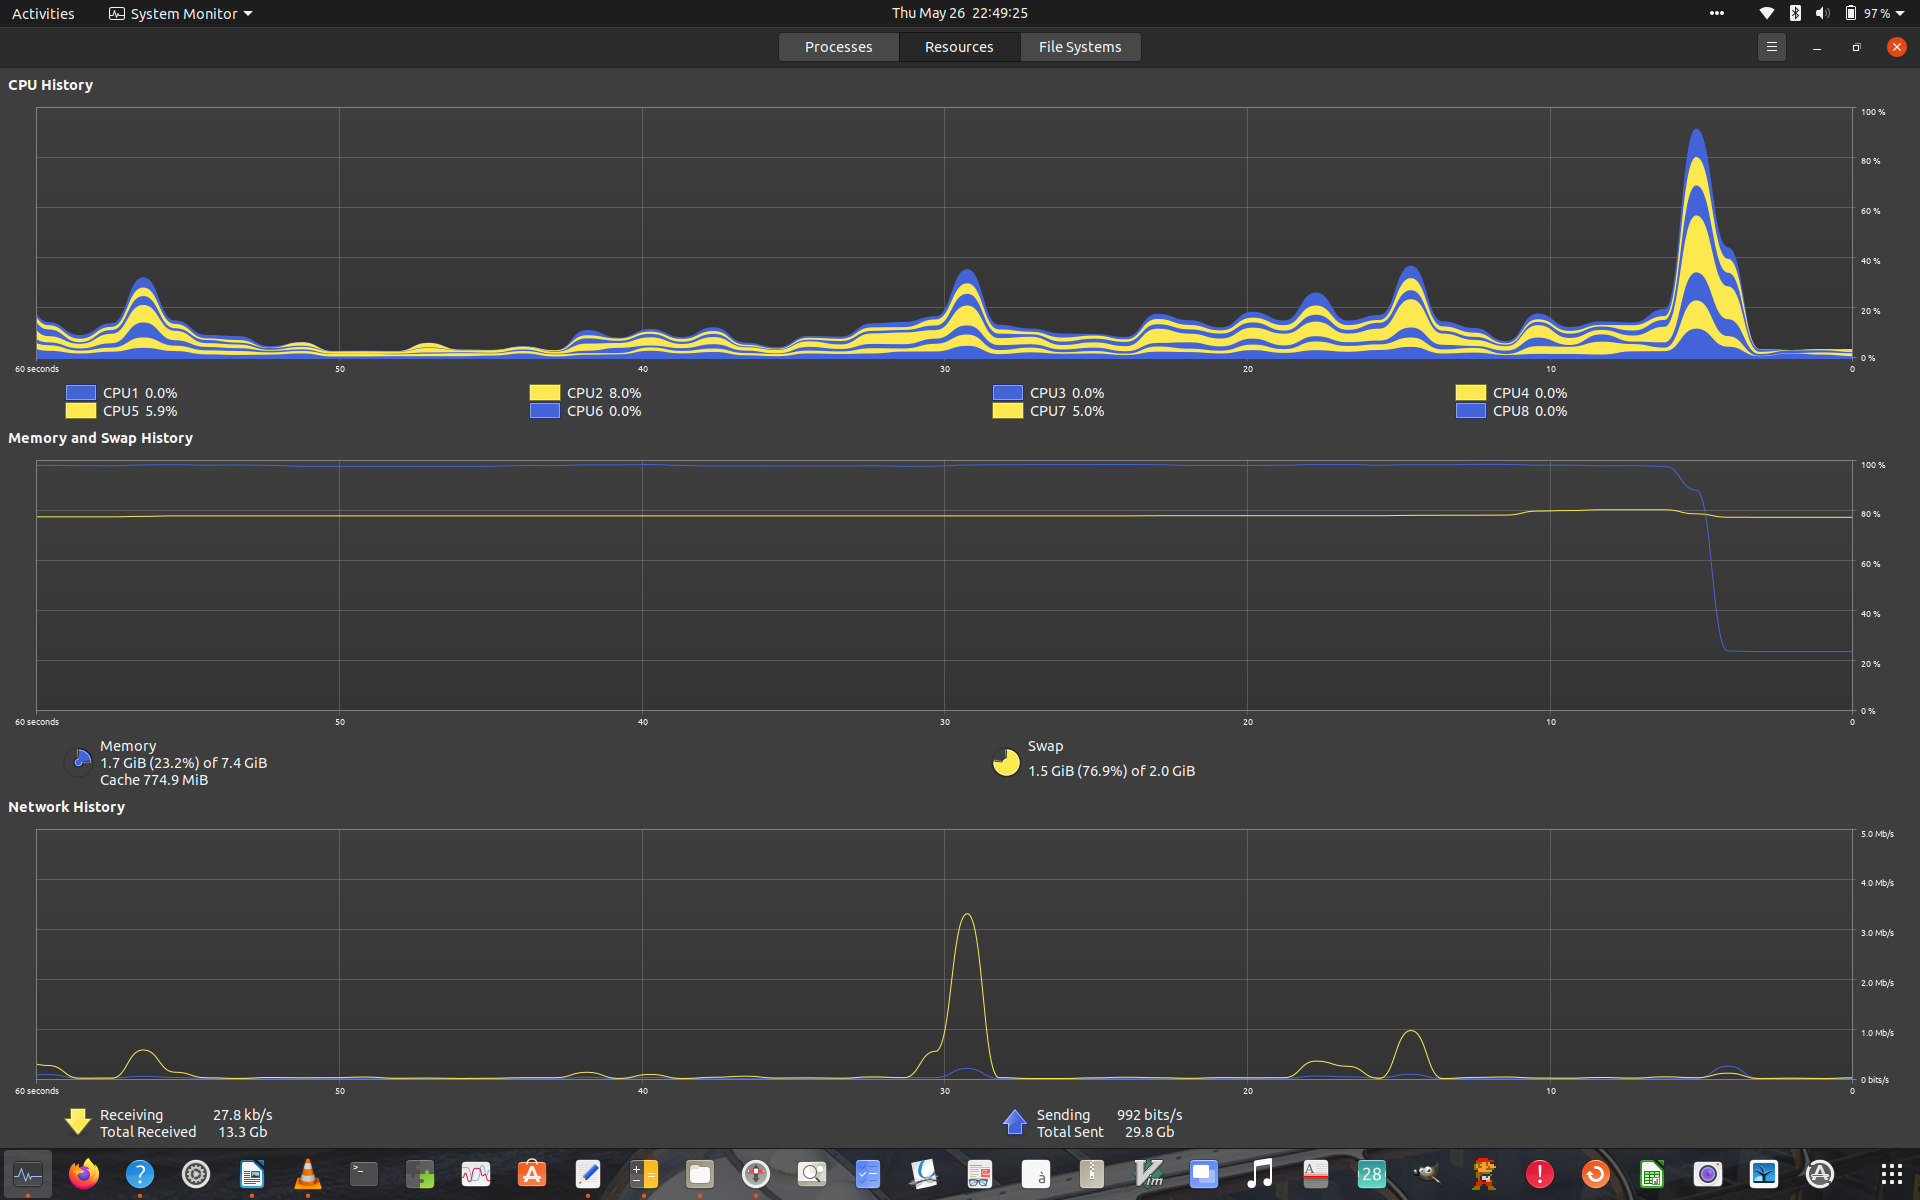 Activities System Monitor Thu May 26 22:49:25 97 %
Processes Resources File Systems
CPU History
100 %
80 %
60 %
40 %
20 %
0 %
60 seconds 50 40 30 20 10 0
CPU1 0.0% CPU2 8.0% CPU3 0.0% CPU4 0.0%
CPU5 5.9% CPU6 0.0% CPU7 5.0% CPU8 0.0%
Memory and Swap History
100 %
80 %
60 %
40 %
20 %
0 %
60 seconds 50 40 30 20 10 0
Memory
1.7 GiB (23.2%) of 7.4 GiB
Cache 774.9 MiB
Swap
1.5 GiB (76.9%) of 2.0 GiB
Network History
5.0 Mb/s
4.0 Mb/s
3.0 Mb/s
2.0 Mb/s
1.0 Mb/s
0 bits/s
60 seconds 50 40 30 20 10 0
Receiving 27.8 kb/s
Total Received 13.3 Gb
Sending 992 bits/s
Total Sent 29.8 Gb
? >_ A à Vim A 28 ! A